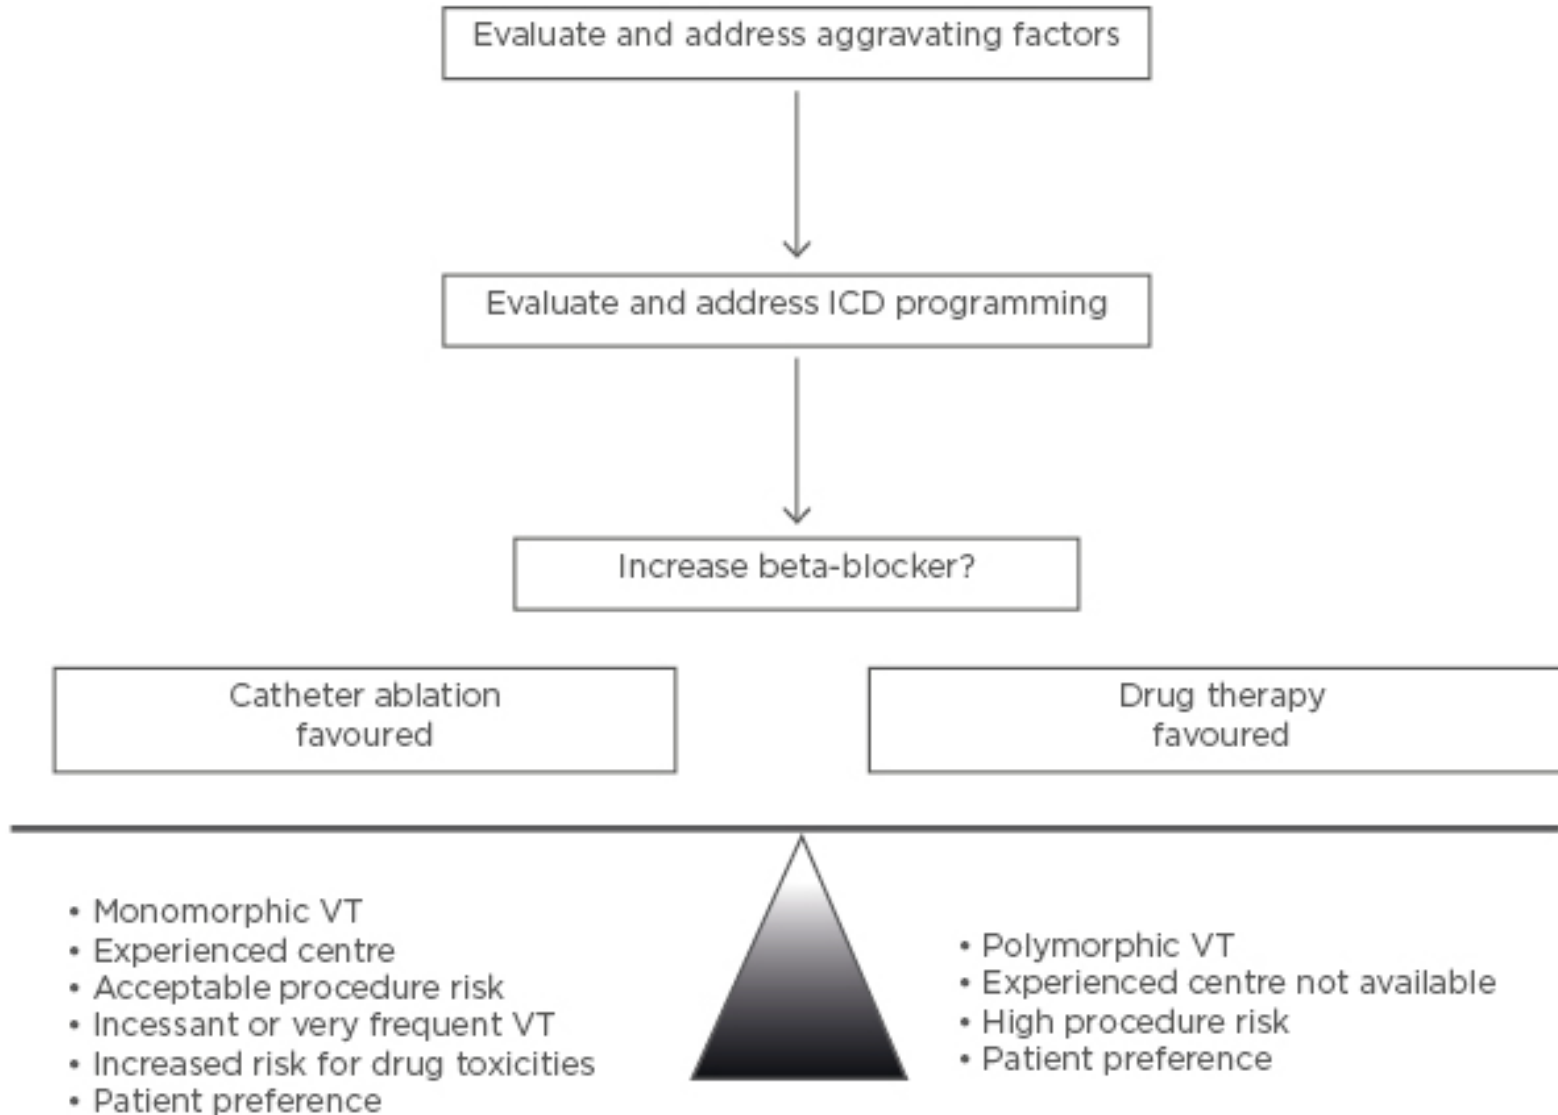 Evaluate and address aggravating factors
Evaluate and address ICD programming
Increase beta-blocker?
Catheter ablation
favoured
Drug therapy
favoured
• Monomorphic VT
• Experienced centre
• Acceptable procedure risk
• Incessant or very frequent VT
• Increased risk for drug toxicities
• Patient preference
• Polymorphic VT
• Experienced centre not available
• High procedure risk
• Patient preference